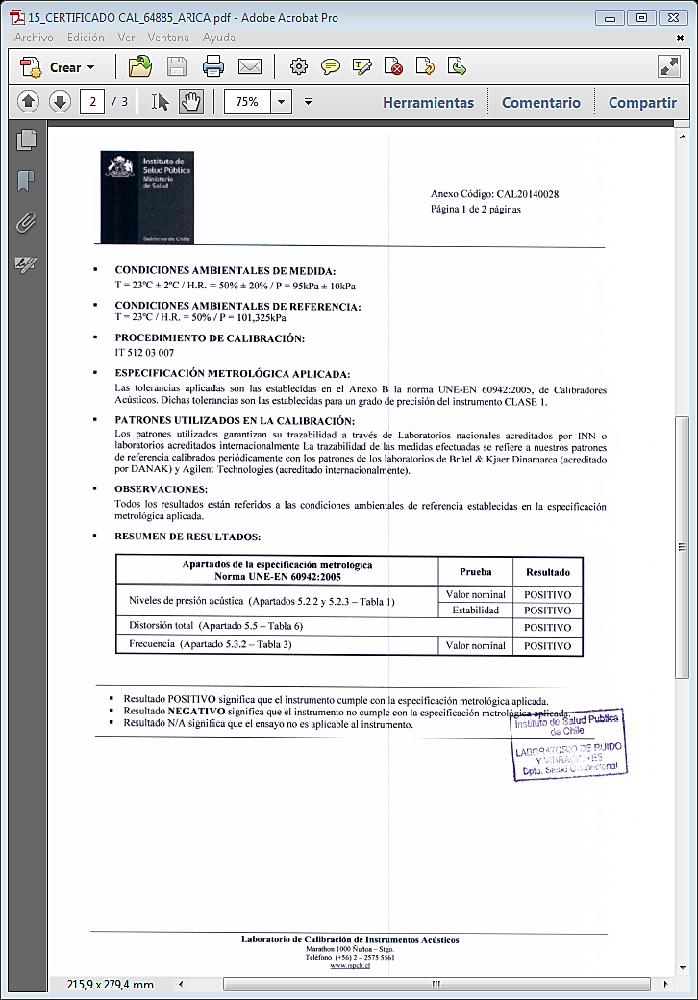 15_CERTIFICADO CAL_64885_ARICA.pdf - Adobe Acrobat Pro
Archivo Edición Ver Ventana Ayuda
Crear
2 / 3 75% Herramientas Comentario Compartir
Instituto de
Salud Pública
Ministerio
de Salud
Gobierno de Chile
Anexo Código: CAL20140028
Página 1 de 2 páginas
CONDICIONES AMBIENTALES DE MEDIDA:
T = 23ºC ± 2ºC / H.R. = 50% ± 20% / P = 95kPa ± 10kPa
CONDICIONES AMBIENTALES DE REFERENCIA:
T = 23ºC / H.R. = 50% / P = 101,325kPa
PROCEDIMIENTO DE CALIBRACIÓN:
IT 512 03 007
ESPECIFICACIÓN METROLÓGICA APLICADA:
Las tolerancias aplicadas son las establecidas en el Anexo B la norma UNE-EN 60942:2005, de Calibradores
Acústicos. Dichas tolerancias son las establecidas para un grado de precisión del instrumento CLASE 1.
PATRONES UTILIZADOS EN LA CALIBRACIÓN:
Los patrones utilizados garantizan su trazabilidad a través de Laboratorios nacionales acreditados por INN o
laboratorios acreditados internacionalmente La trazabilidad de las medidas efectuadas se refiere a nuestros patrones
de referencia calibrados periódicamente con los patrones de los laboratorios de Brüel & Kjaer Dinamarca (acreditado
por DANAK) y Agilent Technologies (acreditado internacionalmente).
OBSERVACIONES:
Todos los resultados están referidos a las condiciones ambientales de referencia establecidas en la especificación
metrológica aplicada.
RESUMEN DE RESULTADOS:
Apartados de la especificación metrológica
Norma UNE-EN 60942:2005
Prueba Resultado
Niveles de presión acústica (Apartados 5.2.2 y 5.2.3 – Tabla 1)
Valor nominal POSITIVO
Estabilidad POSITIVO
Distorsión total (Apartado 5.5 – Tabla 6) POSITIVO
Frecuencia (Apartado 5.3.2 – Tabla 3) Valor nominal POSITIVO
Resultado POSITIVO significa que el instrumento cumple con la especificación metrológica aplicada.
Resultado NEGATIVO significa que el instrumento no cumple con la especificación metrológica aplicada.
Resultado N/A significa que el ensayo no es aplicable al instrumento.
Instituto de Salud Publica
de Chile
LABORATORIO DE RUIDO
Y VIBRACIONES
Dpto. Salud Ocupacional
Laboratorio de Calibración de Instrumentos Acústicos
Marathon 1000 Ñuñoa – Stgo.
Teléfono (+56) 2 – 2575 5561
www.ispch.cl
215,9 x 279,4 mm